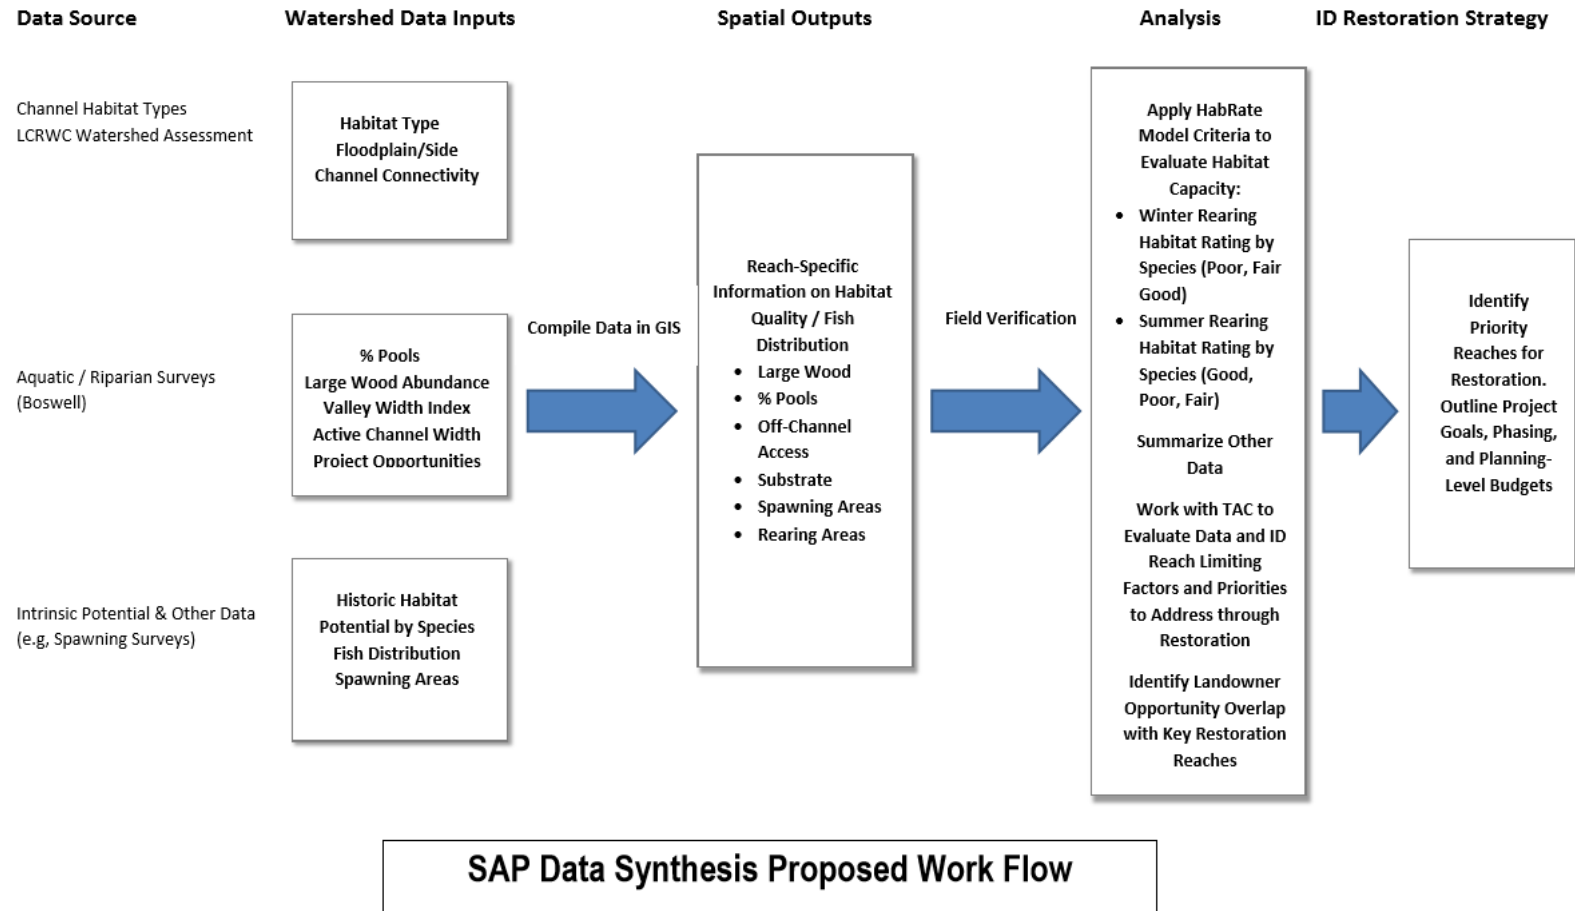 Data Source
Watershed Data Inputs
Spatial Outputs
Analysis
ID Restoration Strategy
Channel Habitat Types
LCRWC Watershed Assessment
Aquatic / Riparian Surveys
(Boswell)
Intrinsic Potential & Other Data
(e.g, Spawning Surveys)
Habitat Type
Floodplain/Side
Channel Connectivity
% Pools
Large Wood Abundance
Valley Width Index
Active Channel Width
Project Opportunities
Historic Habitat
Potential by Species
Fish Distribution
Spawning Areas
Compile Data in GIS
Reach-Specific
Information on Habitat
Quality / Fish
Distribution
• Large Wood
• % Pools
• Off-Channel
Access
• Substrate
• Spawning Areas
• Rearing Areas
Field Verification
Apply HabRate
Model Criteria to
Evaluate Habitat
Capacity:
• Winter Rearing
Habitat Rating by
Species (Poor, Fair
Good)
• Summer Rearing
Habitat Rating by
Species (Good,
Poor, Fair)
Summarize Other
Data
Work with TAC to
Evaluate Data and ID
Reach Limiting
Factors and Priorities
to Address through
Restoration
Identify Landowner
Opportunity Overlap
with Key Restoration
Reaches
Identify
Priority
Reaches for
Restoration.
Outline Project
Goals, Phasing,
and Planning-
Level Budgets
SAP Data Synthesis Proposed Work Flow